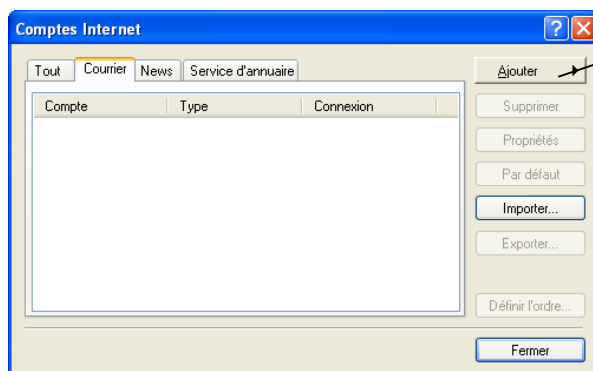 Comptes Internet
Tout Courrier News Service d'annuaire
Compte Type Connexion
Ajouter
Supprimer
Propriétés
Par défaut
Importer...
Exporter...
Définir l'ordre...
Fermer